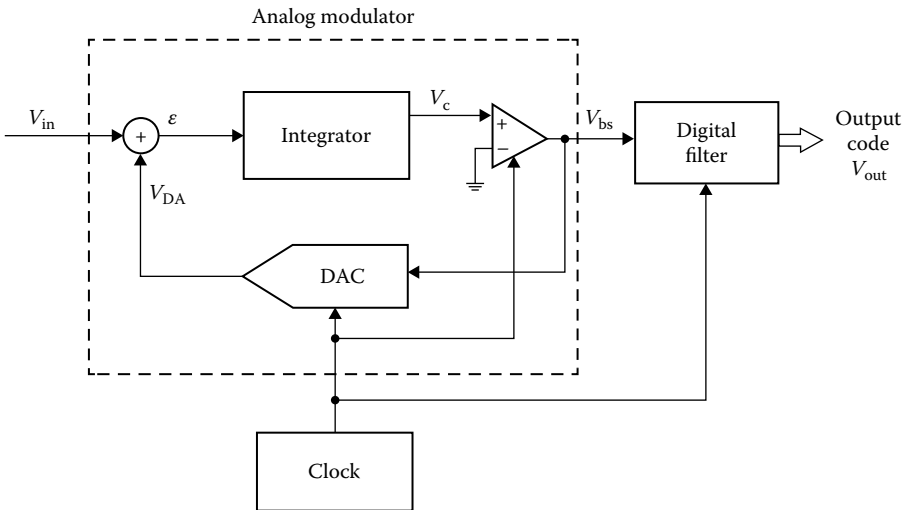 Analog modulator
V_in
+
ε
Integrator
V_c
+
−
V_bs
Digital
filter
Output
code
V_out
V_DA
DAC
Clock